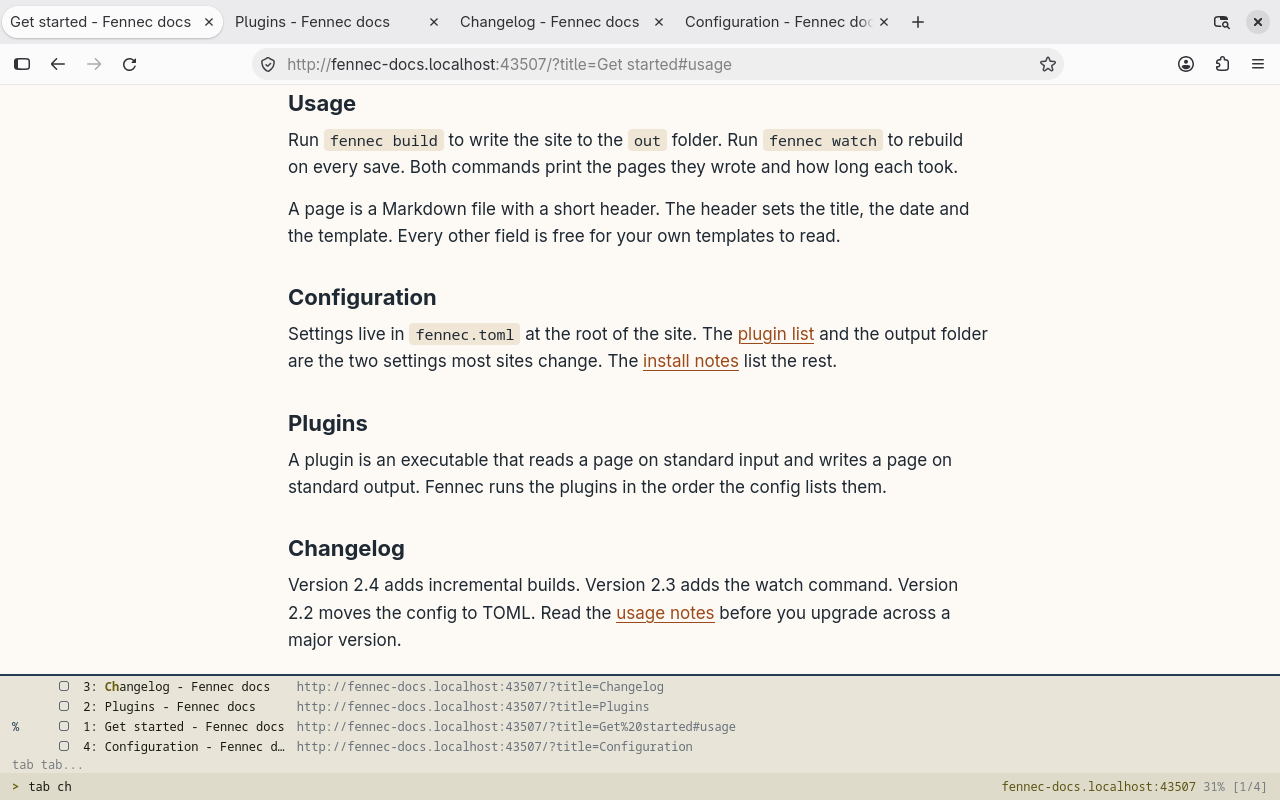 Get started - Fennec docs
Plugins - Fennec docs
Changelog - Fennec docs
Configuration - Fennec doc
http://fennec-docs.localhost:43507/?title=Get started#usage
Usage
Run fennec build to write the site to the out folder. Run fennec watch to rebuild
on every save. Both commands print the pages they wrote and how long each took.
A page is a Markdown file with a short header. The header sets the title, the date and
the template. Every other field is free for your own templates to read.
Configuration
Settings live in fennec.toml at the root of the site. The plugin list and the output folder
are the two settings most sites change. The install notes list the rest.
Plugins
A plugin is an executable that reads a page on standard input and writes a page on
standard output. Fennec runs the plugins in the order the config lists them.
Changelog
Version 2.4 adds incremental builds. Version 2.3 adds the watch command. Version
2.2 moves the config to TOML. Read the usage notes before you upgrade across a
major version.
3: Changelog - Fennec docs http://fennec-docs.localhost:43507/?title=Changelog
2: Plugins - Fennec docs http://fennec-docs.localhost:43507/?title=Plugins
% 1: Get started - Fennec docs http://fennec-docs.localhost:43507/?title=Get%20started#usage
4: Configuration - Fennec d… http://fennec-docs.localhost:43507/?title=Configuration
tab tab...
> tab ch fennec-docs.localhost:43507 31% [1/4]